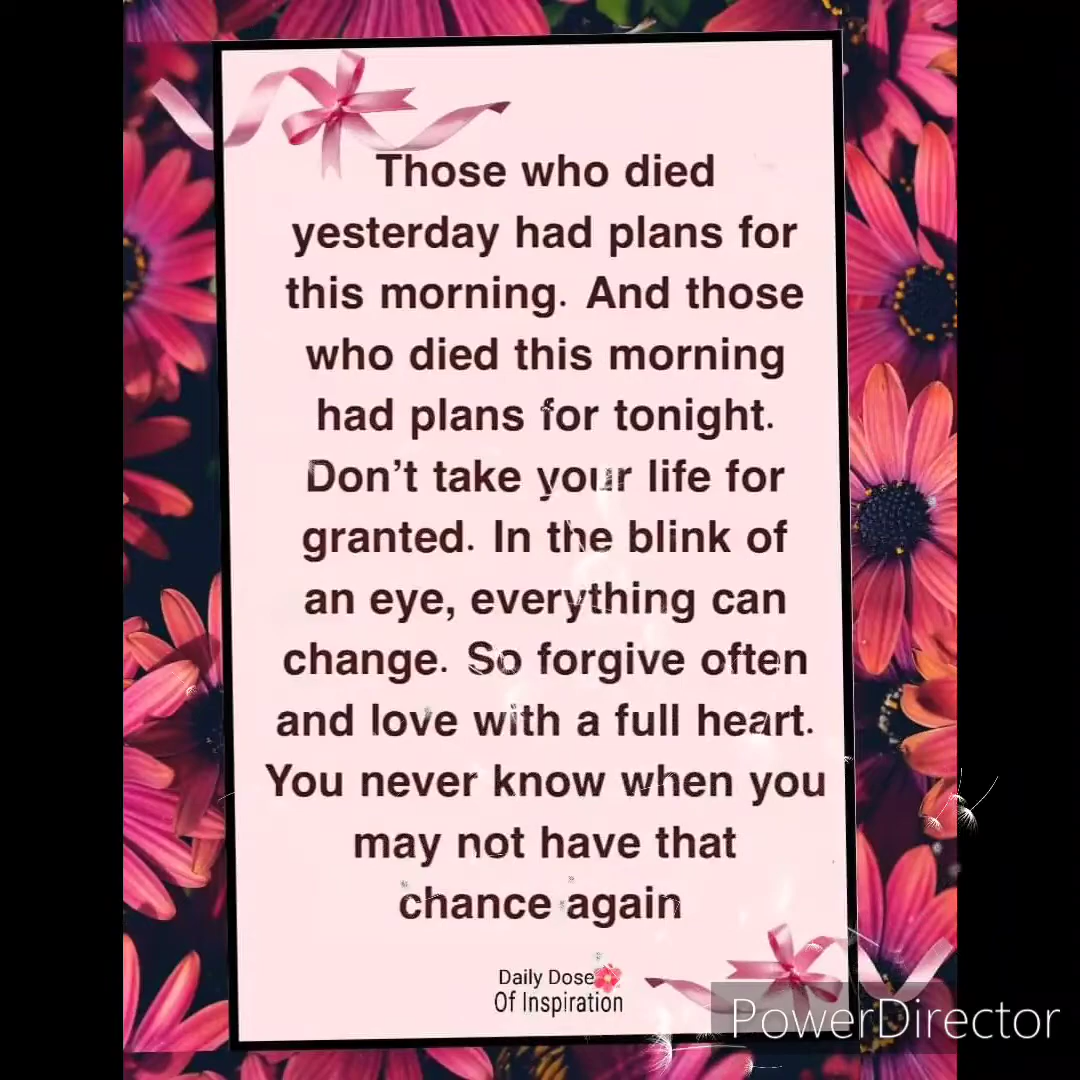 Those who died
yesterday had plans for
this morning. And those
who died this morning
had plans for tonight.
Don’t take your life for
granted. In the blink of
an eye, everything can
change. So forgive often
and love with a full heart.
You never know when you
may not have that
chance again
Daily Dose
Of Inspiration
PowerDirector